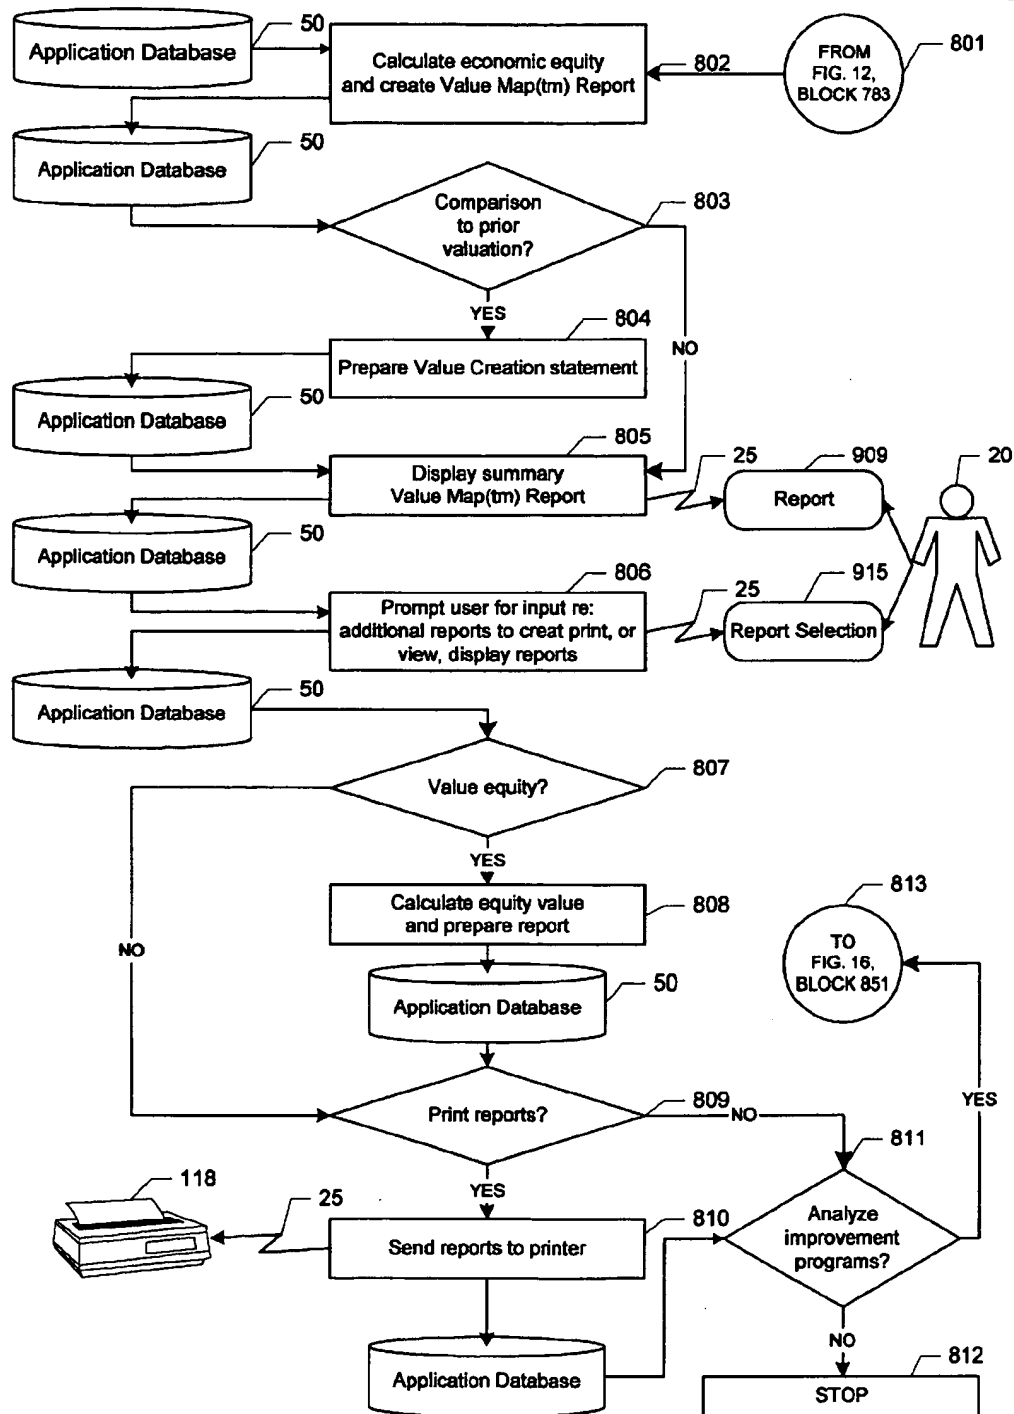 50
Application Database
Calculate economic equity
and create Value Map(tm) Report
802
FROM
FIG. 12,
BLOCK 783
801
50
Application Database
Comparison
to prior
valuation?
803
YES
NO
804
Prepare Value Creation statement
50
Application Database
805
Display summary
Value Map(tm) Report
25
909
Report
20
50
Application Database
806
Prompt user for input re:
additional reports to creat print, or
view, display reports
25
915
Report Selection
50
Application Database
Value equity?
807
YES
NO
Calculate equity value
and prepare report
808
813
TO
FIG. 16,
BLOCK 851
50
Application Database
Print reports?
809
NO
YES
YES
811
Analyze
improvement
programs?
118
25
Send reports to printer
810
NO
Application Database
812
STOP